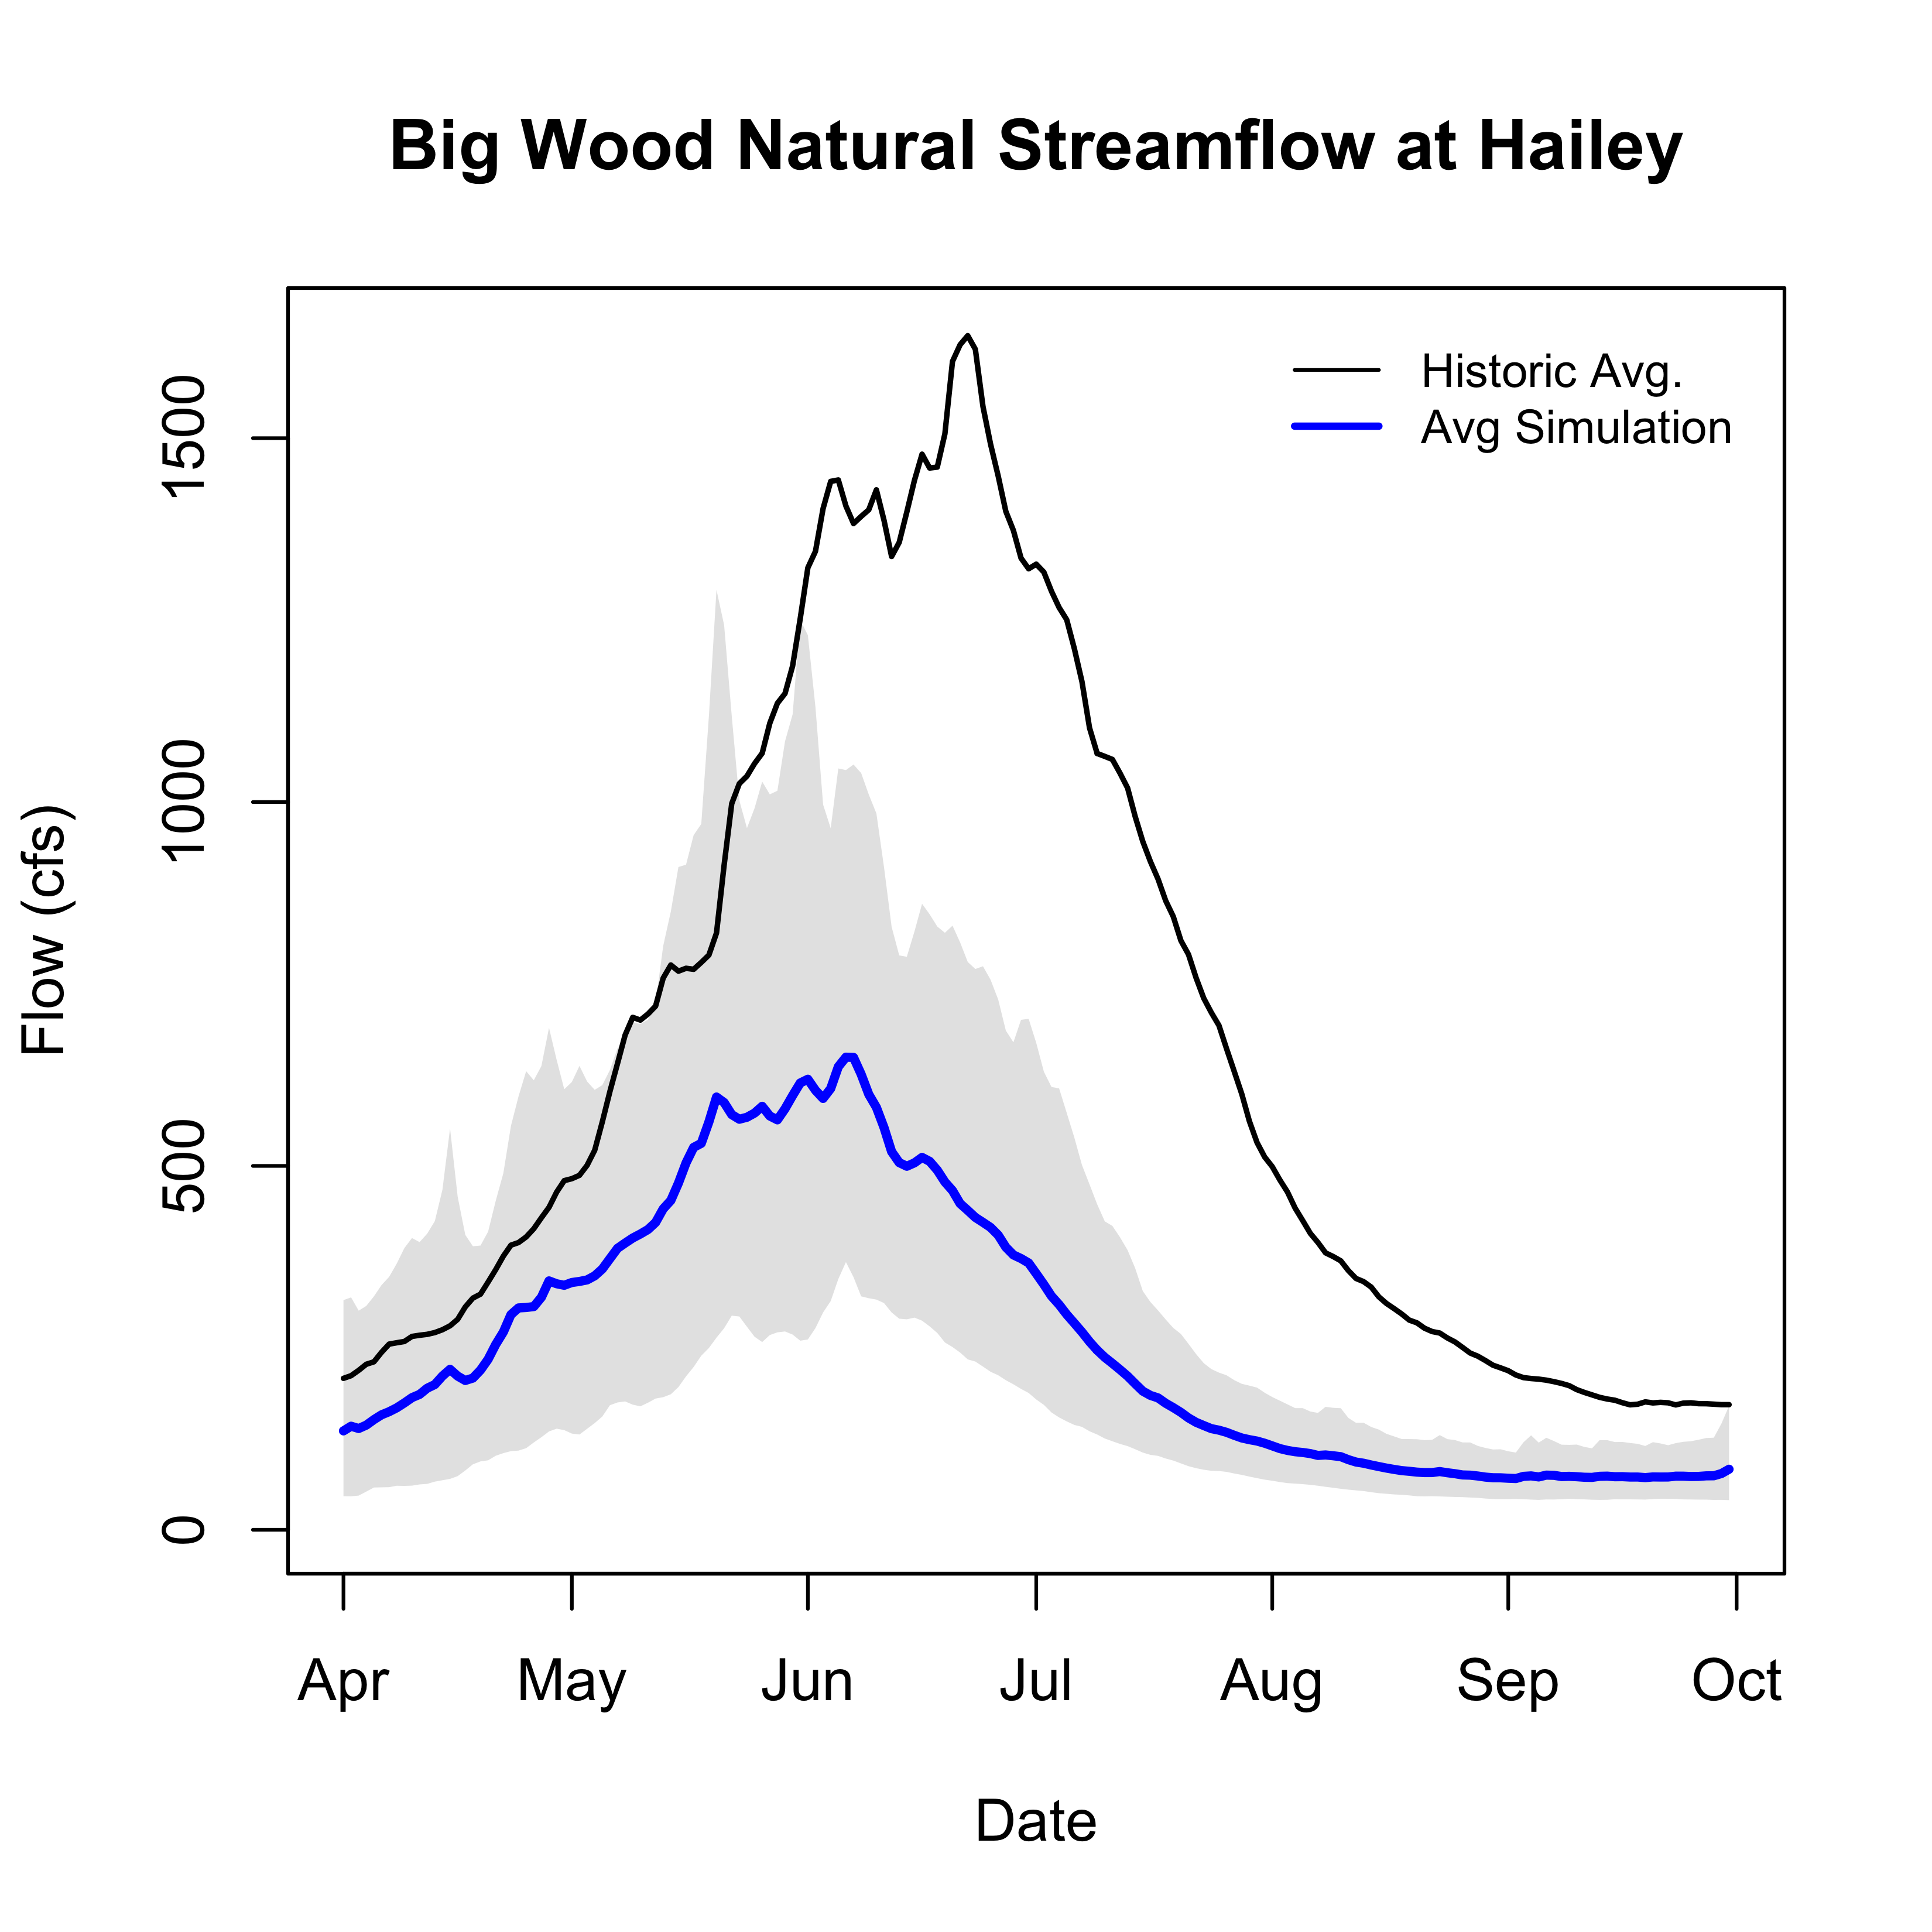 Big Wood Natural Streamflow at Hailey
Historic Avg.
Avg Simulation
1500
1000
500
0
Flow (cfs)
Apr May Jun Jul Aug Sep Oct
Date